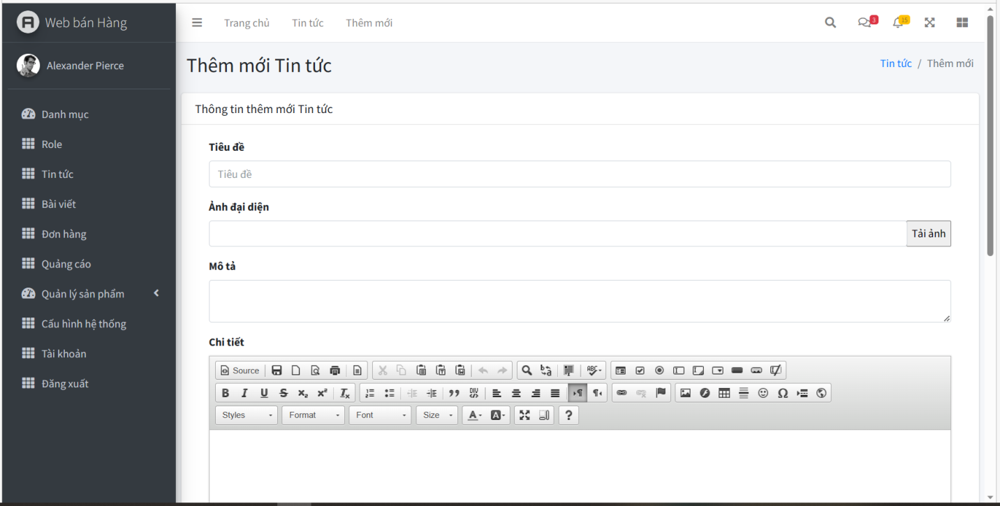 Web bán Hàng
Trang chủ Tin tức Thêm mới
3 15
Alexander Pierce
Thêm mới Tin tức
Tin tức / Thêm mới
Danh mục
Role
Tin tức
Bài viết
Đơn hàng
Quảng cáo
Quản lý sản phẩm
Cấu hình hệ thống
Tài khoản
Đăng xuất
Thông tin thêm mới Tin tức
Tiêu đề
Tiêu đề
Ảnh đại diện
Tải ảnh
Mô tả
Chi tiết
Source
Styles Format Font Size